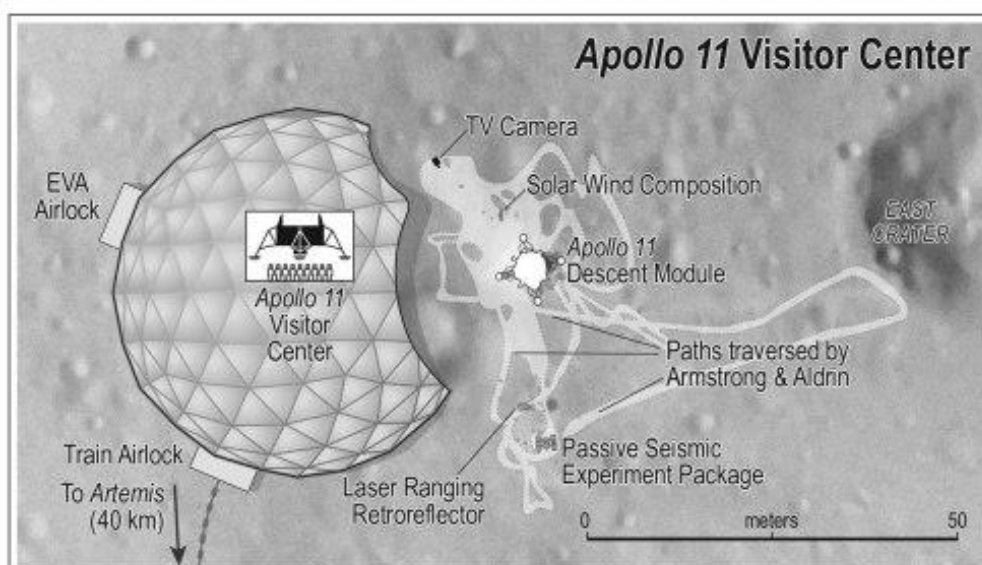 Apollo 11 Visitor Center
TV Camera
EVA
Airlock
Solar Wind Composition
EAST
CRATER
Apollo 11
Descent Module
Apollo 11
Visitor
Center
Paths traversed by
Armstrong & Aldrin
Train Airlock
Passive Seismic
Experiment Package
To Artemis
(40 km)
Laser Ranging
Retroreflector
0 meters 50